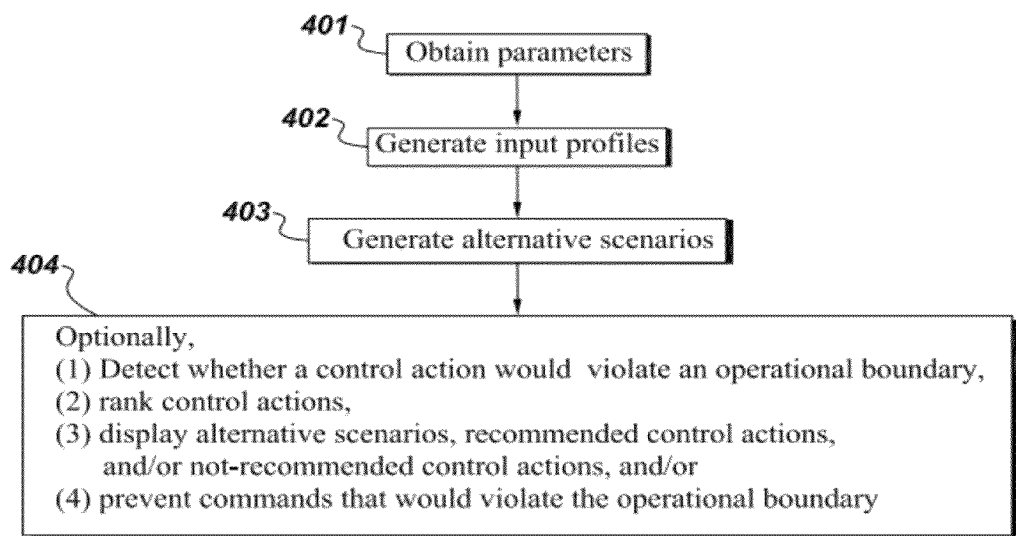 401
Obtain parameters
402
Generate input profiles
403
Generate alternative scenarios
404
Optionally,
(1) Detect whether a control action would violate an operational boundary,
(2) rank control actions,
(3) display alternative scenarios, recommended control actions,
and/or not-recommended control actions, and/or
(4) prevent commands that would violate the operational boundary